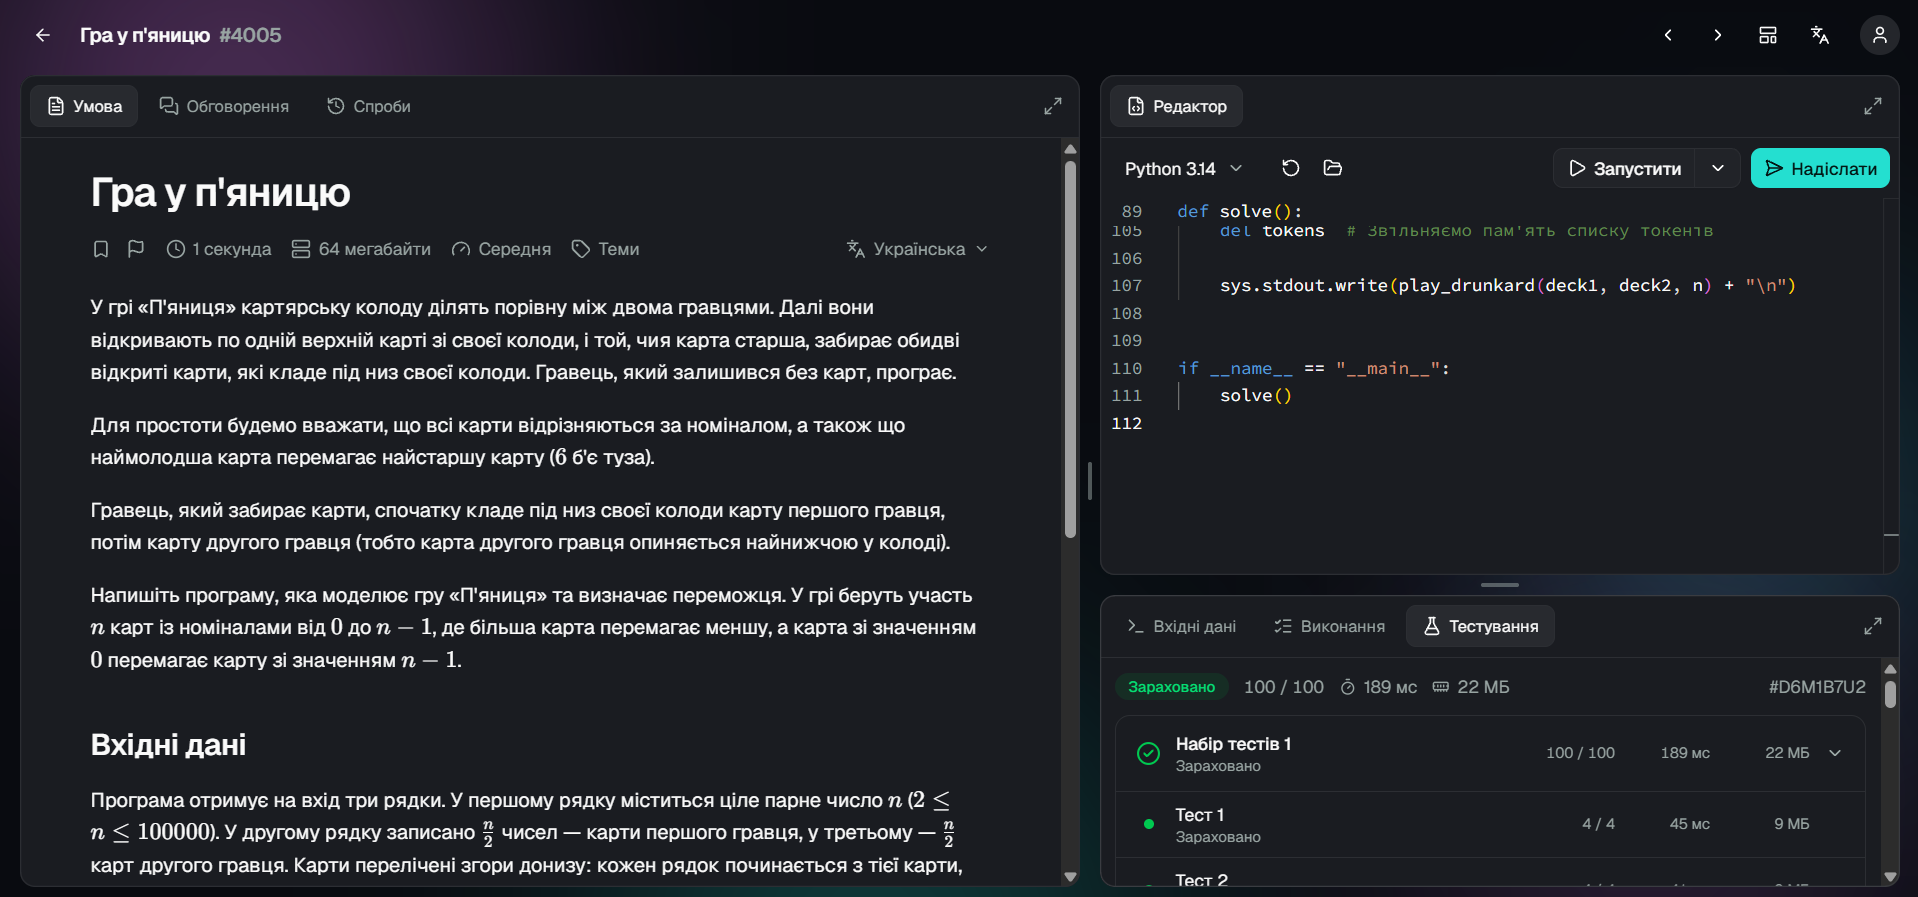 Гра у п'яницю #4005
Умова
Обговорення
Спроби
Гра у п'яницю
1 секунда
64 мегабайти
Середня
Теми
Українська
У грі «П'яниця» картярську колоду ділять порівну між двома гравцями. Далі вони
відкривають по одній верхній карті зі своєї колоди, і той, чия карта старша, забирає обидві
відкриті карти, які кладе під низ своєї колоди. Гравець, який залишився без карт, програє.
Для простоти будемо вважати, що всі карти відрізняються за номіналом, а також що
наймолодша карта перемагає найстаршу карту (6 б'є туза).
Гравець, який забирає карти, спочатку кладе під низ своєї колоди карту першого гравця,
потім карту другого гравця (тобто карта другого гравця опиняється найнижчою у колоді).
Напишіть програму, яка моделює гру «П'яниця» та визначає переможця. У грі беруть участь
n карт із номіналами від 0 до n − 1, де більша карта перемагає меншу, а карта зі значенням
0 перемагає карту зі значенням n − 1.
Вхідні дані
Програма отримує на вхід три рядки. У першому рядку міститься ціле парне число n (2 ≤
n ≤ 100000). У другому рядку записано n/2 чисел — карти першого гравця, у третьому — n/2
карт другого гравця. Карти перелічені згори донизу: кожен рядок починається з тієї карти,
Редактор
Python 3.14
Запустити
Надіслати
89 def solve():
105 del tokens # Звільняємо пам'ять списку токенів
106
107 sys.stdout.write(play_drunkard(deck1, deck2, n) + "\n")
108
109
110 if __name__ == "__main__":
111 solve()
112
Вхідні дані
Виконання
Тестування
Зараховано 100 / 100 189 мс 22 МБ #D6M1B7U2
Набір тестів 1 100 / 100 189 мс 22 МБ
Зараховано
Тест 1 4 / 4 45 мс 9 МБ
Зараховано
Тест 2